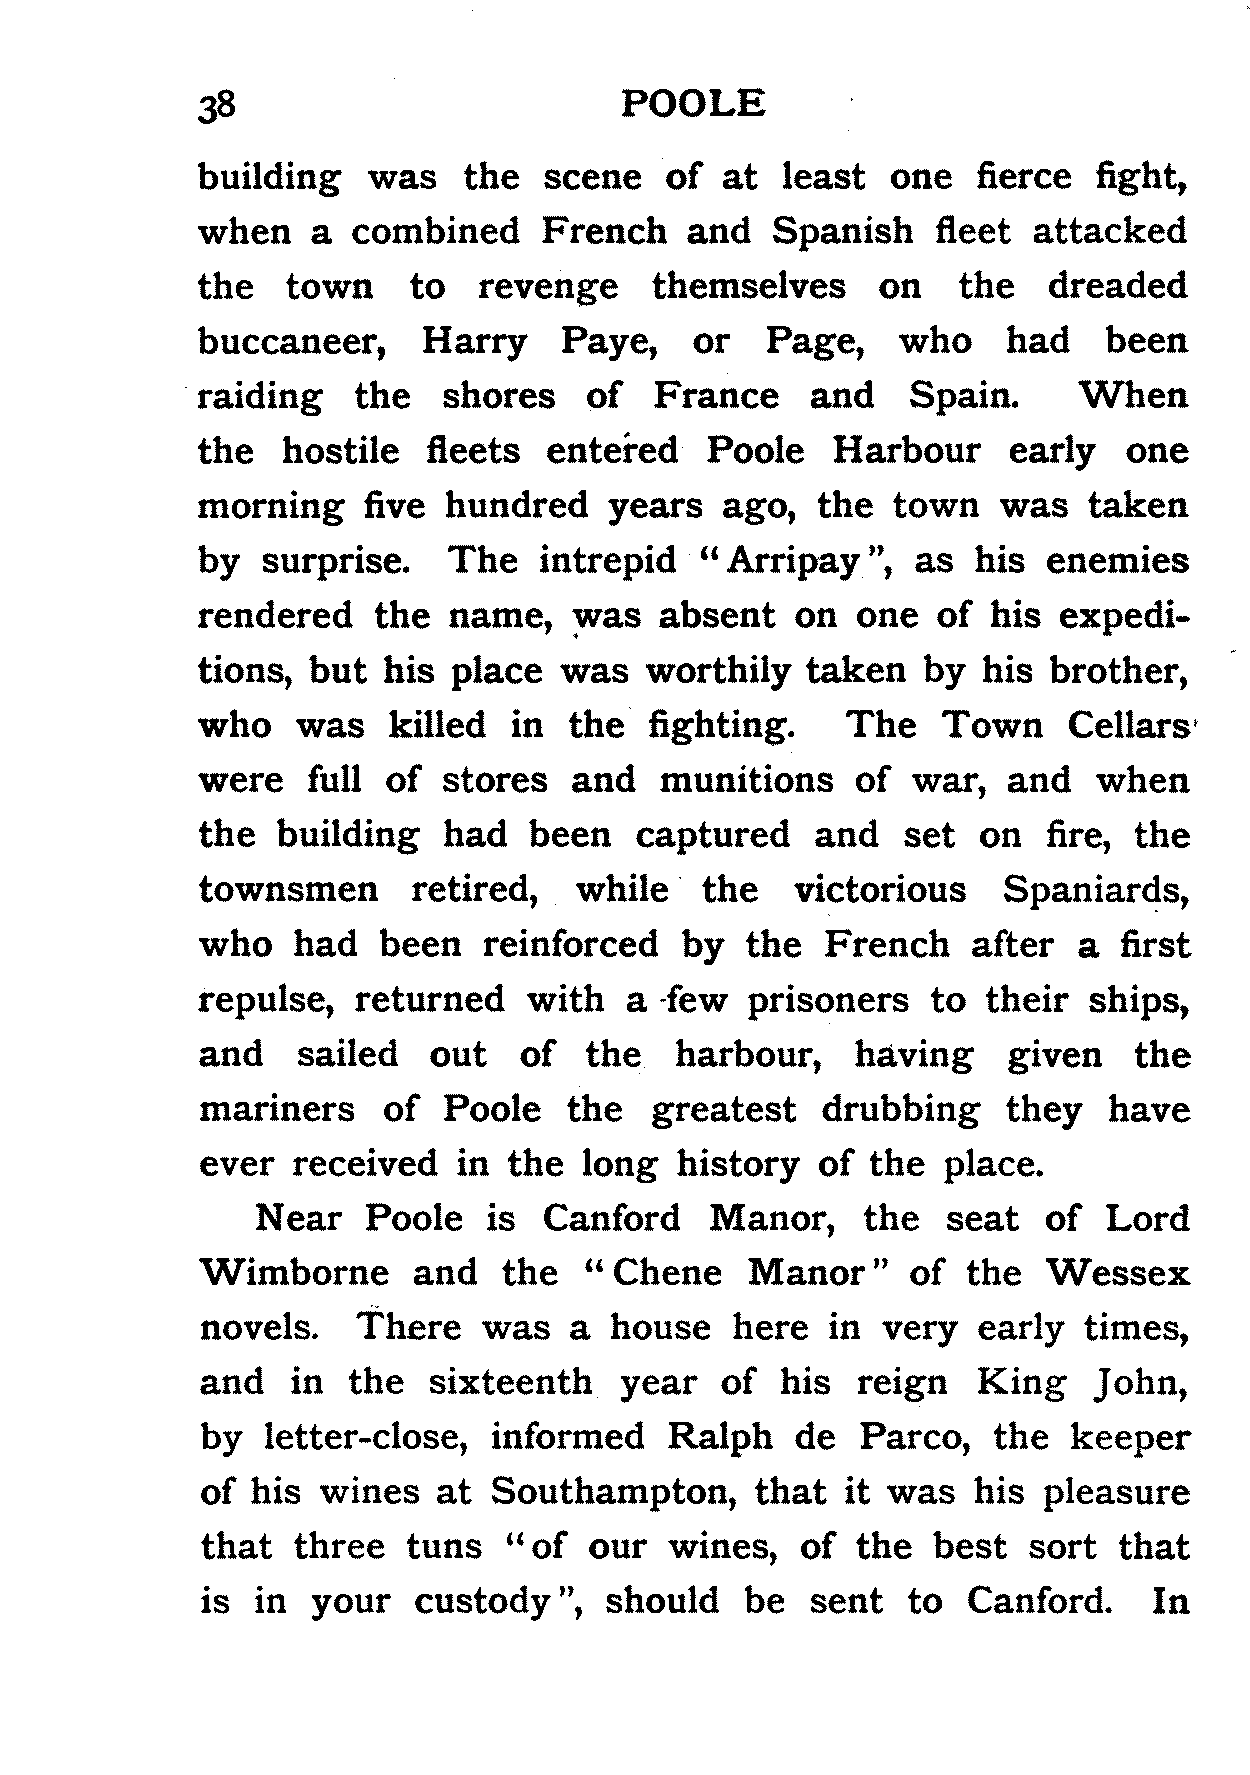 38 POOLE
building was the scene of at least one fierce fight,
when a combined French and Spanish fleet attacked
the town to revenge themselves on the dreaded
buccaneer, Harry Paye, or Page, who had been
raiding the shores of France and Spain. When
the hostile fleets entered Poole Harbour early one
morning five hundred years ago, the town was taken
by surprise. The intrepid “Arripay”, as his enemies
rendered the name, was absent on one of his expedi-
tions, but his place was worthily taken by his brother,
who was killed in the fighting. The Town Cellars
were full of stores and munitions of war, and when
the building had been captured and set on fire, the
townsmen retired, while the victorious Spaniards,
who had been reinforced by the French after a first
repulse, returned with a few prisoners to their ships,
and sailed out of the harbour, having given the
mariners of Poole the greatest drubbing they have
ever received in the long history of the place.
Near Poole is Canford Manor, the seat of Lord
Wimborne and the “Chene Manor” of the Wessex
novels. There was a house here in very early times,
and in the sixteenth year of his reign King John,
by letter-close, informed Ralph de Parco, the keeper
of his wines at Southampton, that it was his pleasure
that three tuns “of our wines, of the best sort that
is in your custody”, should be sent to Canford. In